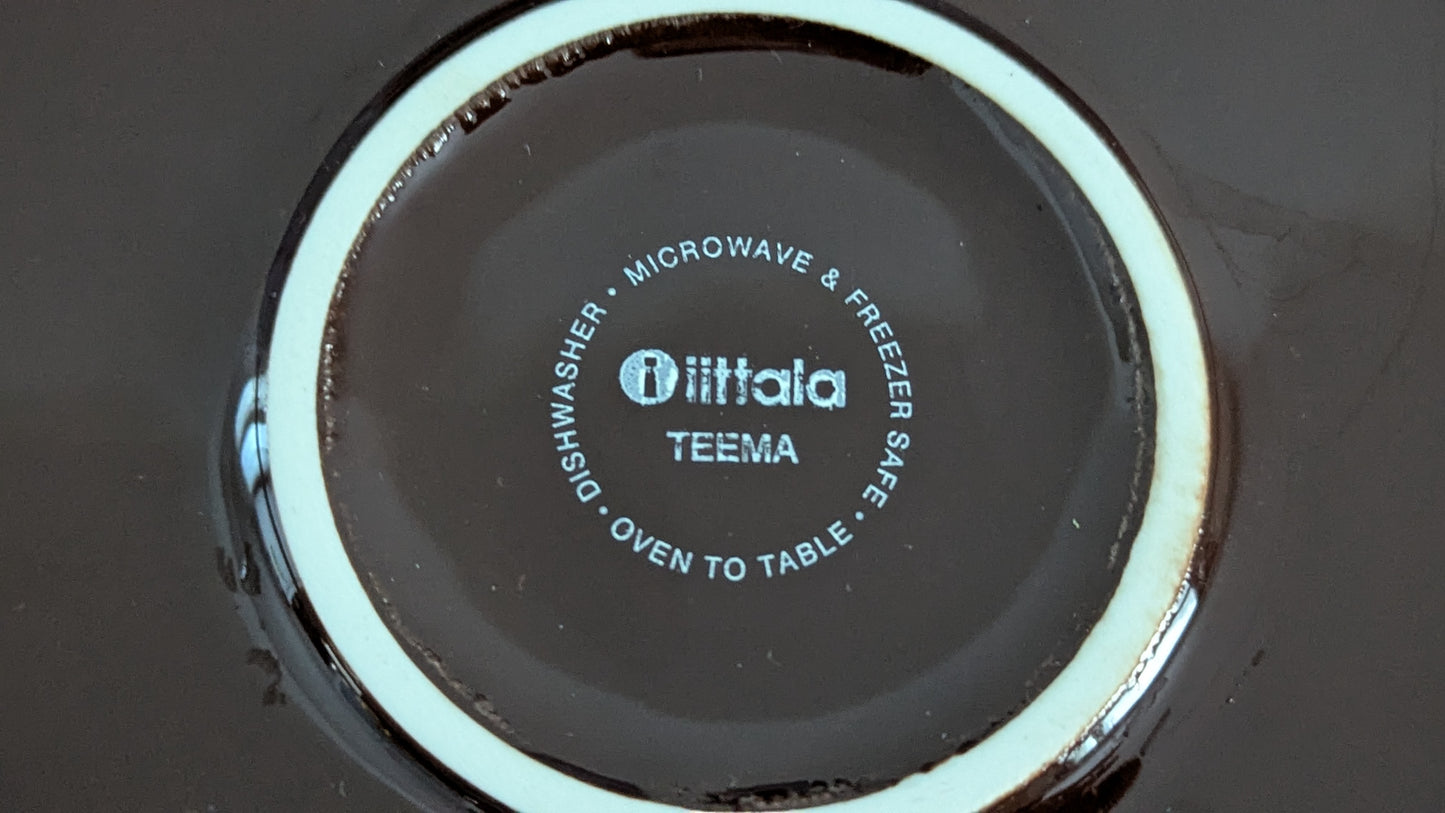 MICROWAVE & FREEZER SAFE •
OVEN TO TABLE •
DISHWASHER •
i iittala
TEEMA